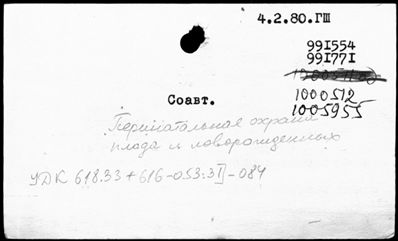 4.2.80.ГШ
991554
991771
1000512
1005955
Соавт.
Перинатальная охрана
плода и новорожденных
УДК 618.33+616-053.31]-084